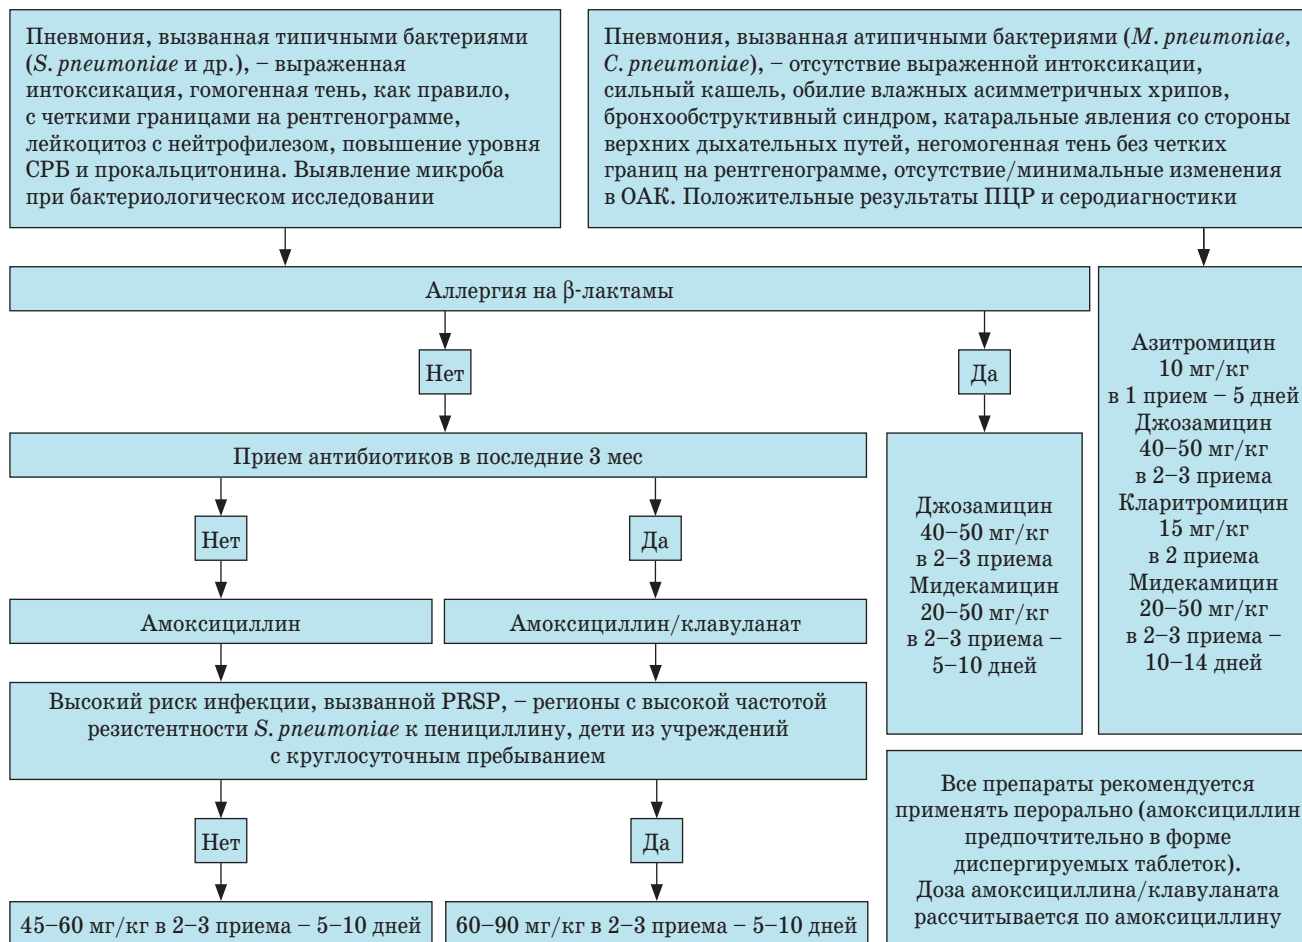 Пневмония, вызванная типичными бактериями
(S. pneumoniae и др.), – выраженная
интоксикация, гомогенная тень, как правило,
с четкими границами на рентгенограмме,
лейкоцитоз с нейтрофилезом, повышение уровня
СРБ и прокальцитонина. Выявление микроба
при бактериологическом исследовании
Пневмония, вызванная атипичными бактериями (M. pneumoniae,
C. pneumoniae), – отсутствие выраженной интоксикации,
сильный кашель, обилие влажных асимметричных хрипов,
бронхообструктивный синдром, катаральные явления со стороны
верхних дыхательных путей, негомогенная тень без четких
границ на рентгенограмме, отсутствие/минимальные изменения
в ОАК. Положительные результаты ПЦР и серодиагностики
Аллергия на β-лактамы
Нет
Да
Прием антибиотиков в последние 3 мес
Нет
Да
Амоксициллин
Амоксициллин/клавуланат
Высокий риск инфекции, вызванной PRSP, – регионы с высокой частотой
резистентности S. pneumoniae к пенициллину, дети из учреждений
с круглосуточным пребыванием
Нет
Да
45–60 мг/кг в 2–3 приема – 5–10 дней
60–90 мг/кг в 2–3 приема – 5–10 дней
Джозамицин
40–50 мг/кг
в 2–3 приема
Мидекамицин
20–50 мг/кг
в 2–3 приема –
5–10 дней
Азитромицин
10 мг/кг
в 1 прием – 5 дней
Джозамицин
40–50 мг/кг
в 2–3 приема
Кларитромицин
15 мг/кг
в 2 приема
Мидекамицин
20–50 мг/кг
в 2–3 приема –
10–14 дней
Все препараты рекомендуется
применять перорально (амоксициллин
предпочтительно в форме
диспергируемых таблеток).
Доза амоксициллина/клавуланата
рассчитывается по амоксициллину